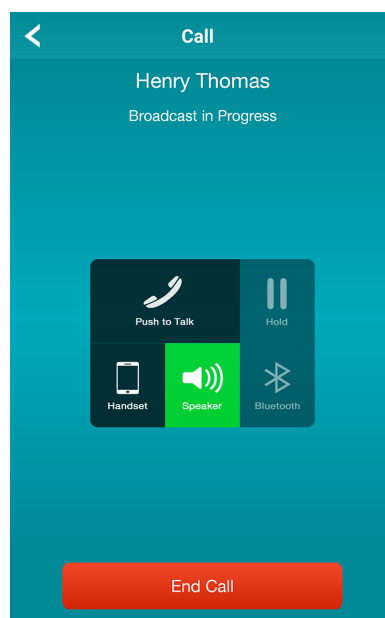 Call
Henry Thomas
Broadcast in Progress
Push to Talk
Hold
Handset
Speaker
Bluetooth
End Call